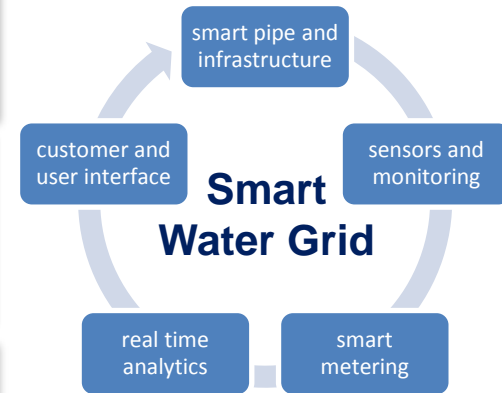 smart pipe and
infrastructure
customer and
user interface
sensors and
monitoring
Smart
Water Grid
real time
analytics
smart
metering